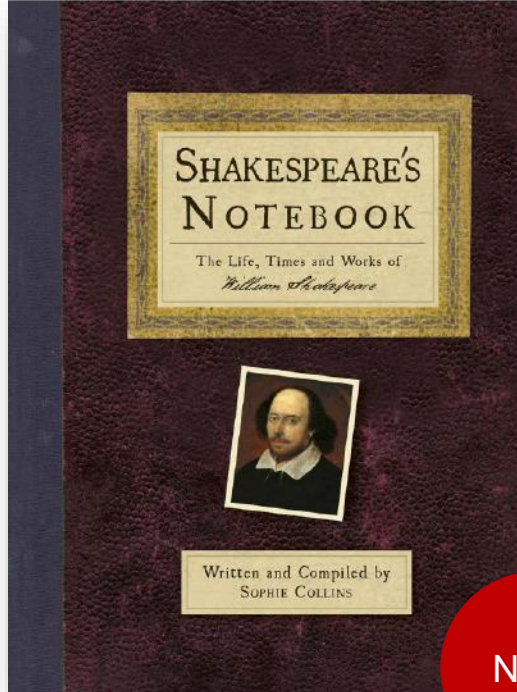 SHAKESPEARE'S
NOTEBOOK
The Life, Times and Works of
William Shakespeare
Written and Compiled by
SOPHIE COLLINS
N